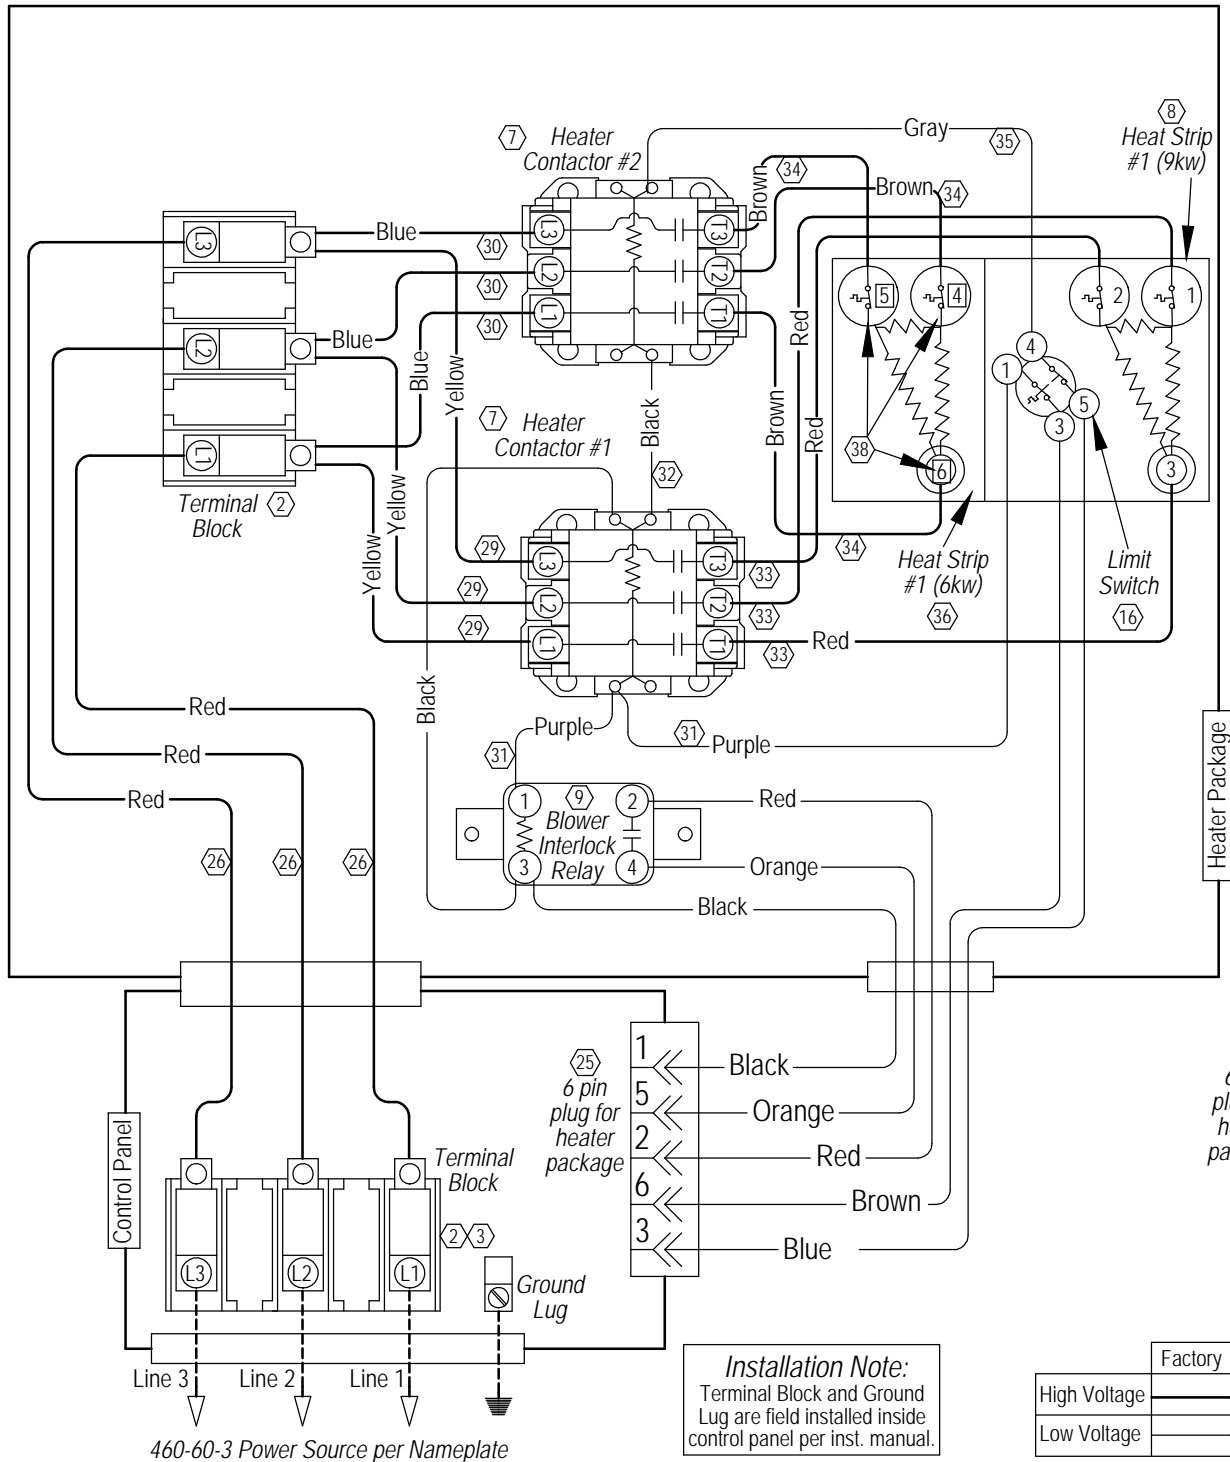 7
Heater
Contactor #2
Gray
35
8
Heat Strip
#1 (9kw)
34
Brown
Brown
34
L3
Blue
30
L3
T3
L2
T2
30
L1
T1
30
5
4
2
1
L2
Blue
Blue
Yellow
Red
Red
4
1
5
3
7
Heater
Contactor #1
Black
Brown
38
6
3
L1
Terminal
Block
2
Yellow
Yellow
32
34
Heat Strip
#1 (6kw)
36
Limit
Switch
16
29
L3
T3
33
29
L2
T2
33
29
L1
T1
33
Red
Black
Purple
31
31
Purple
Red
Red
Red
Heater Package
1
9
2
Blower
Interlock
Relay
3
4
Red
Orange
Black
26
26
26
25
6 pin
plug for
heater
package
1
Black
5
Orange
2
Red
6
Brown
3
Blue
6
pl
h
pa
Control Panel
Terminal
Block
2
3
L3
L2
L1
Ground
Lug
Line 3
Line 2
Line 1
460-60-3 Power Source per Nameplate
Installation Note:
Terminal Block and Ground
Lug are field installed inside
control panel per inst. manual.
Factory
High Voltage
Low Voltage